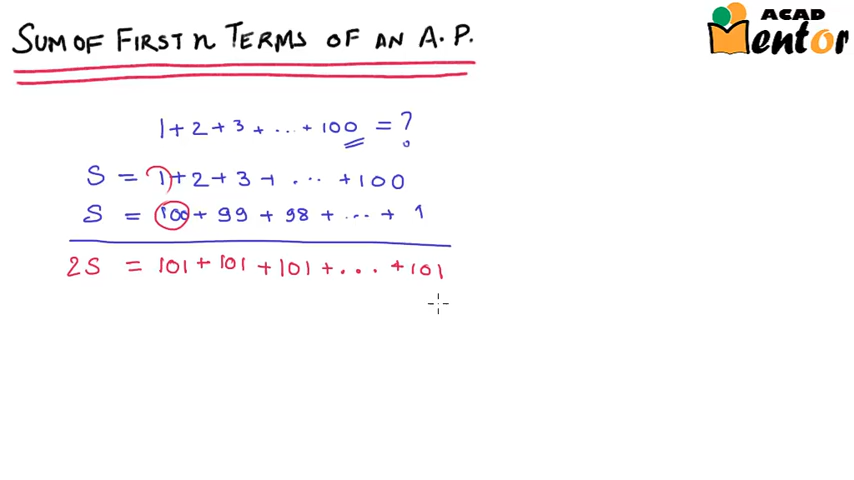 SUM OF FIRST n TERMS OF AN A.P.
ACAD
Mentor
1 + 2 + 3 + ... + 100 = ?
S = 1 + 2 + 3 + ... + 100
S = 100 + 99 + 98 + ... + 1
2S = 101 + 101 + 101 + ... + 101